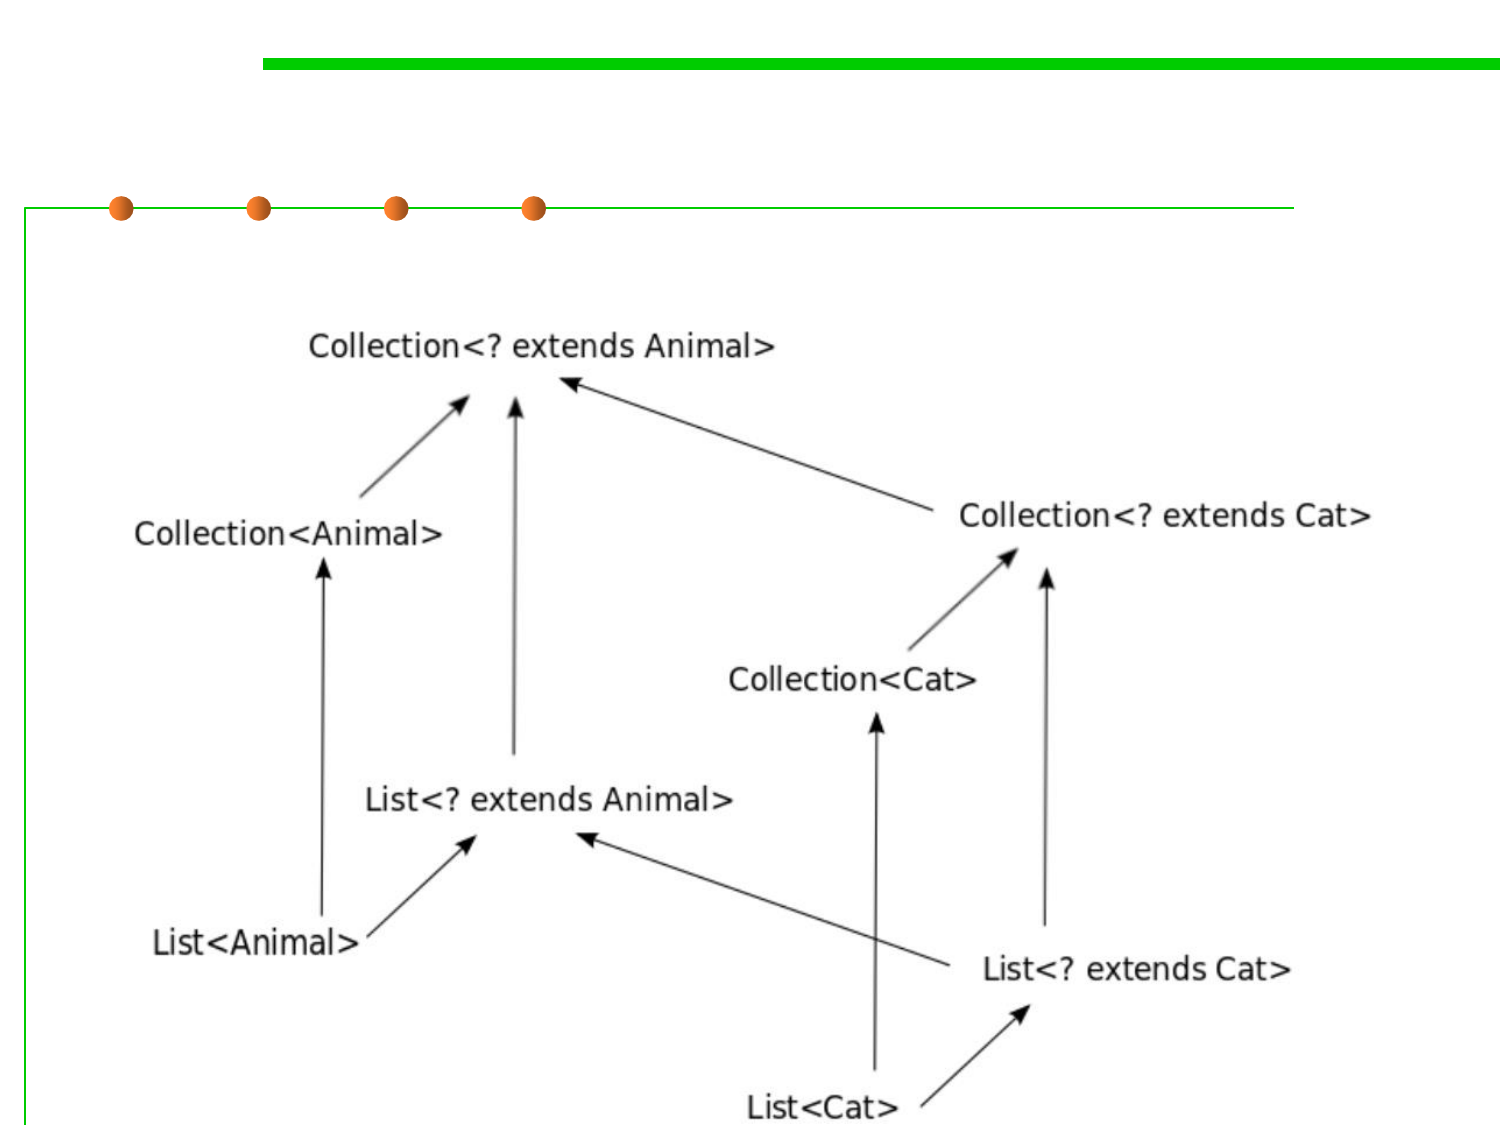 Collection<? extends Animal>
Collection<? extends Cat>
Collection<Animal>
Collection<Cat>
List<? extends Animal>
List<Animal>
List<? extends Cat>
List<Cat>